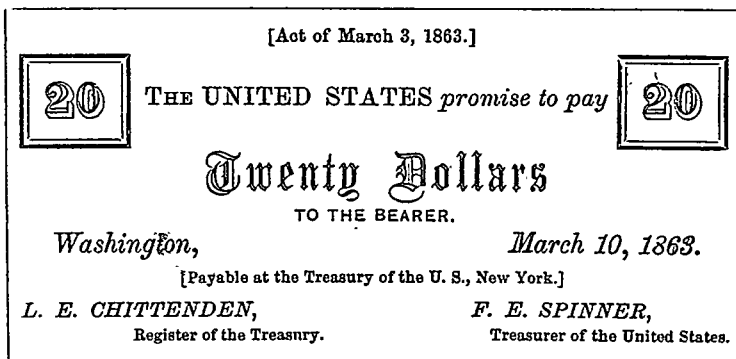 [Act of March 3, 1863.]
20 THE UNITED STATES promise to pay 20
Twenty Dollars
TO THE BEARER.
Washington, March 10, 1863.
[Payable at the Treasury of the U. S., New York.]
L. E. CHITTENDEN, F. E. SPINNER,
Register of the Treasury. Treasurer of the United States.